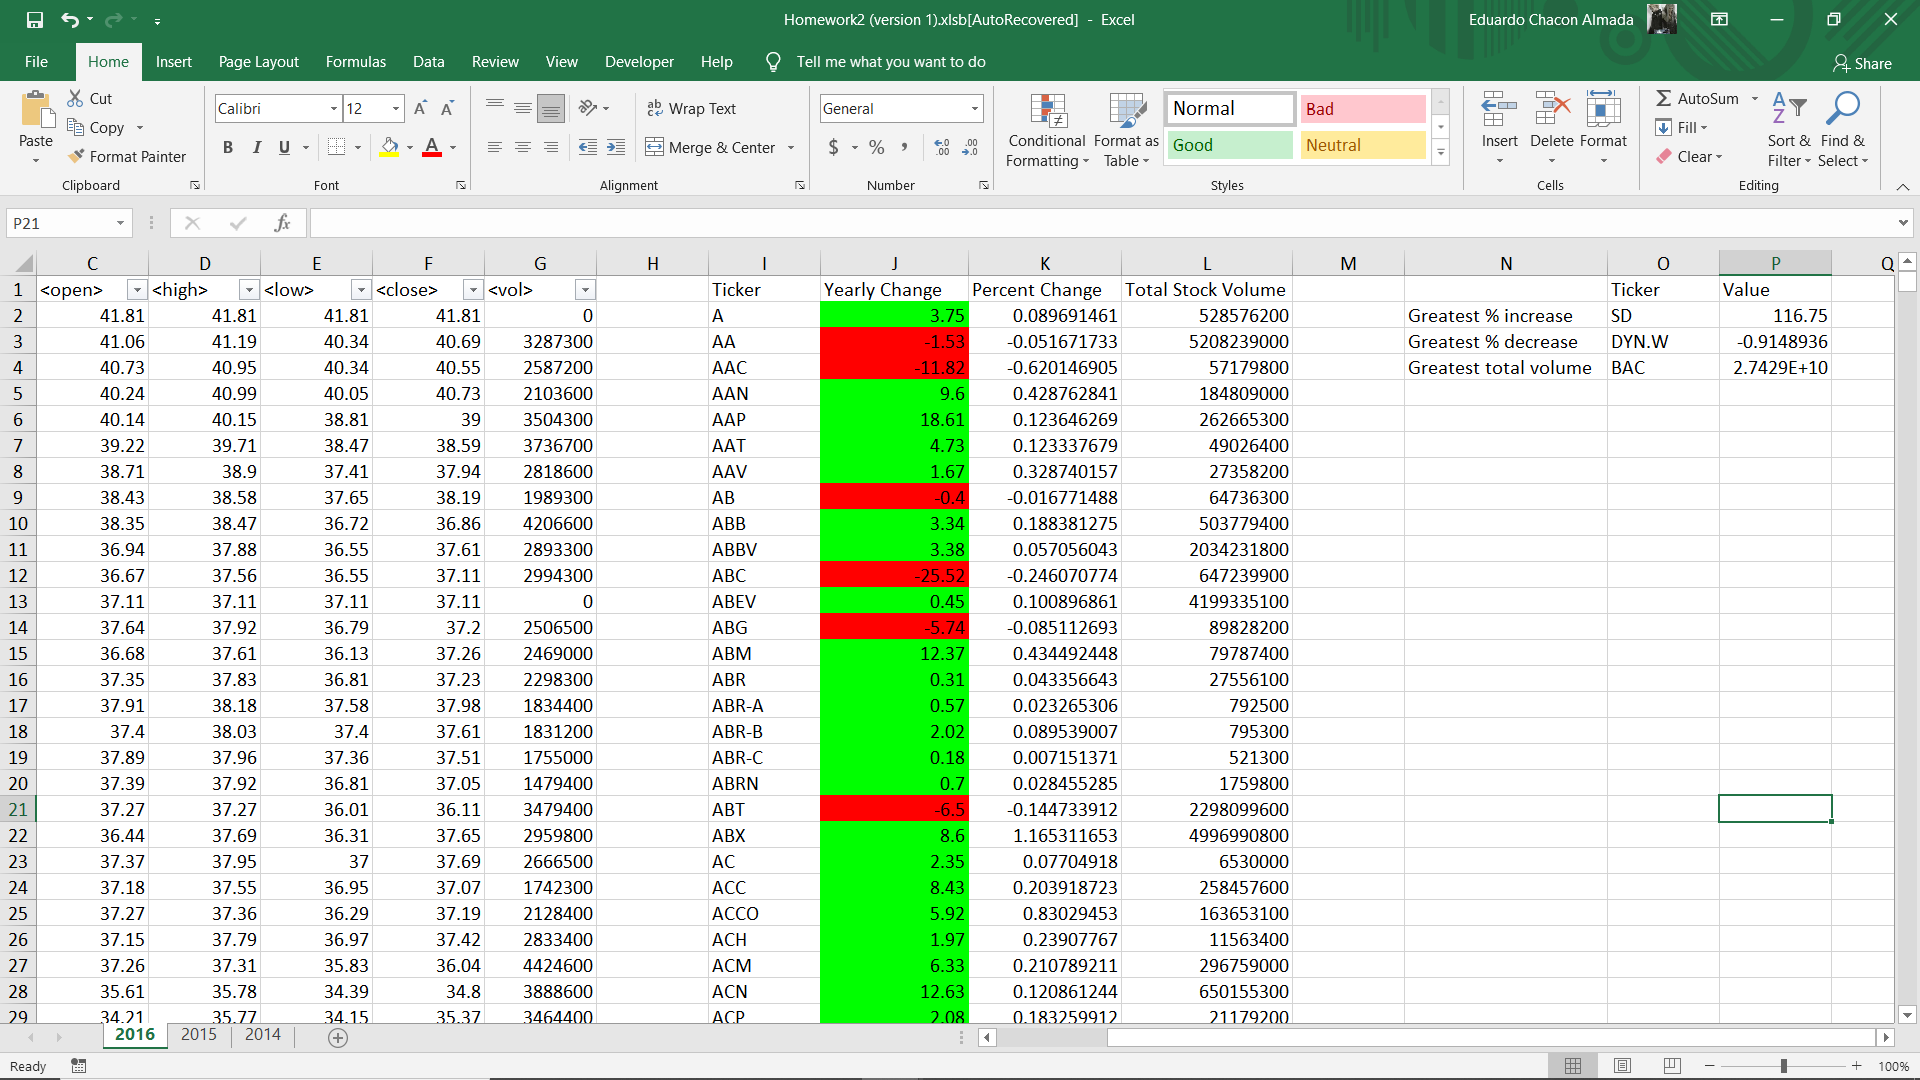 Homework2 (version 1).xlsb[AutoRecovered] - Excel
Eduardo Chacon Almada
File Home Insert Page Layout Formulas Data Review View Developer Help Tell me what you want to do
Share
Cut
Copy
Format Painter
Paste
Clipboard
Calibri 12
B I U
Font
Wrap Text
Merge & Center
Alignment
General
$ % ,
Number
Conditional Formatting
Format as Table
Normal Bad
Good Neutral
Styles
Insert Delete Format
Cells
AutoSum
Fill
Clear
Sort & Filter
Find & Select
Editing
P21
fx
C D E F G H I J K L M N O P Q
1 <open> <high> <low> <close> <vol> Ticker Yearly Change Percent Change Total Stock Volume Ticker Value
2 41.81 41.81 41.81 41.81 0 A 3.75 0.089691461 528576200 Greatest % increase SD 116.75
3 41.06 41.19 40.34 40.69 3287300 AA -1.53 -0.051671733 5208239000 Greatest % decrease DYN.W -0.9148936
4 40.73 40.95 40.34 40.55 2587200 AAC -11.82 -0.620146905 57179800 Greatest total volume BAC 2.7429E+10
5 40.24 40.99 40.05 40.73 2103600 AAN 9.6 0.428762841 184809000
6 40.14 40.15 38.81 39 3504300 AAP 18.61 0.123646269 262665300
7 39.22 39.71 38.47 38.59 3736700 AAT 4.73 0.123337679 49026400
8 38.71 38.9 37.41 37.94 2818600 AAV 1.67 0.328740157 27358200
9 38.43 38.58 37.65 38.19 1989300 AB -0.4 -0.016771488 64736300
10 38.35 38.47 36.72 36.86 4206600 ABB 3.34 0.188381275 503779400
11 36.94 37.88 36.55 37.61 2893300 ABBV 3.38 0.057056043 2034231800
12 36.67 37.56 36.55 37.11 2994300 ABC -25.52 -0.246070774 647239900
13 37.11 37.11 37.11 37.11 0 ABEV 0.45 0.100896861 4199335100
14 37.64 37.92 36.79 37.2 2506500 ABG -5.74 -0.085112693 89828200
15 36.68 37.61 36.13 37.26 2469000 ABM 12.37 0.434492448 79787400
16 37.35 37.83 36.81 37.23 2298300 ABR 0.31 0.043356643 27556100
17 37.91 38.18 37.58 37.98 1834400 ABR-A 0.57 0.023265306 792500
18 37.4 38.03 37.4 37.61 1831200 ABR-B 2.02 0.089539007 795300
19 37.89 37.96 37.36 37.51 1755000 ABR-C 0.18 0.007151371 521300
20 37.39 37.92 36.81 37.05 1479400 ABRN 0.7 0.028455285 1759800
21 37.27 37.27 36.01 36.11 3479400 ABT -6.5 -0.144733912 2298099600
22 36.44 37.69 36.31 37.65 2959800 ABX 8.6 1.165311653 4996990800
23 37.37 37.95 37 37.69 2666500 AC 2.35 0.07704918 6530000
24 37.18 37.55 36.95 37.07 1742300 ACC 8.43 0.203918723 258457600
25 37.27 37.36 36.29 37.19 2128400 ACCO 5.92 0.83029453 163653100
26 37.15 37.79 36.97 37.42 2833400 ACH 1.97 0.23907767 11563400
27 37.26 37.31 35.83 36.04 4424600 ACM 6.33 0.210789211 296759000
28 35.61 35.78 34.39 34.8 3888600 ACN 12.63 0.120861244 650155300
29 34.21 35.77 34.15 35.37 3464400 ACP 2.08 0.183259912 21179200
2016 2015 2014
Ready
100%